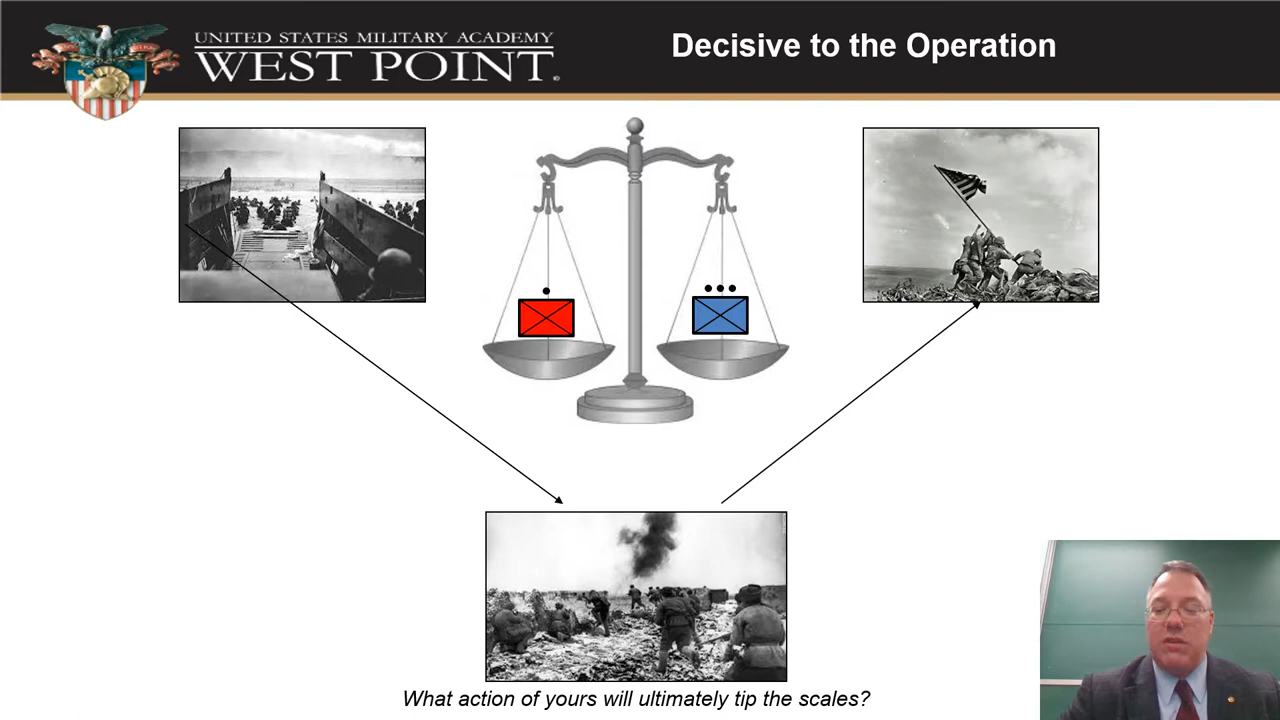 UNITED STATES MILITARY ACADEMY
WEST POINT.
Decisive to the Operation
What action of yours will ultimately tip the scales?